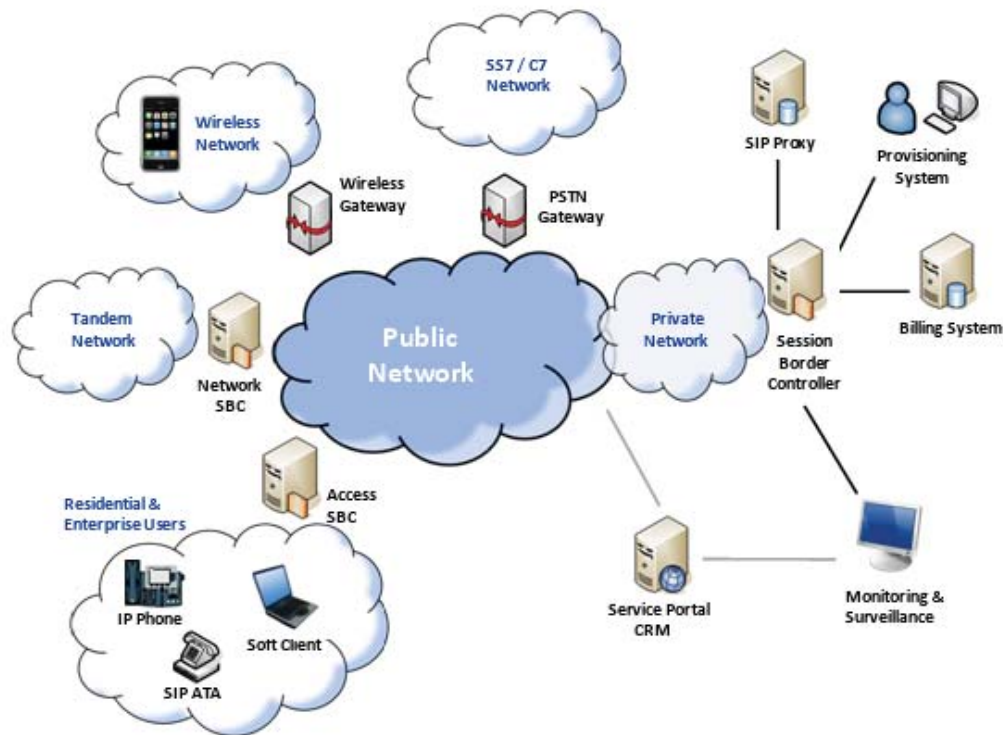 SS7 / C7
Network
Wireless
Network
SIP Proxy
Provisioning
System
Wireless
Gateway
PSTN
Gateway
Tandem
Network
Public
Network
Private
Network
Session
Border
Controller
Billing System
Network
SBC
Access
SBC
Residential &
Enterprise Users
IP Phone
Soft Client
SIP ATA
Service Portal
CRM
Monitoring &
Surveillance